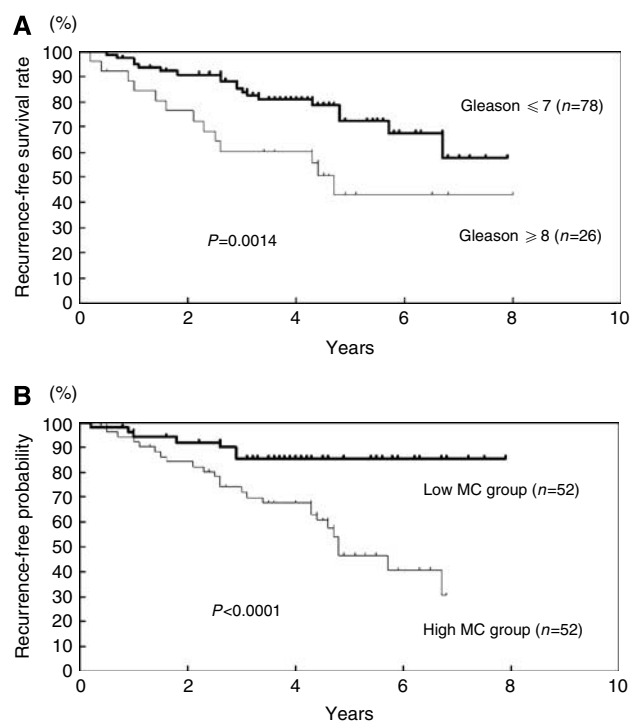 A (%)
Recurrence-free survival rate
100
90
80
70
60
50
40
30
20
10
0
Gleason ⩽ 7 (n=78)
P=0.0014
Gleason ⩾ 8 (n=26)
0 2 4 6 8 10
Years
B (%)
Recurrence-free probability
100
90
80
70
60
50
40
30
20
10
0
Low MC group (n=52)
P<0.0001
High MC group (n=52)
0 2 4 6 8 10
Years